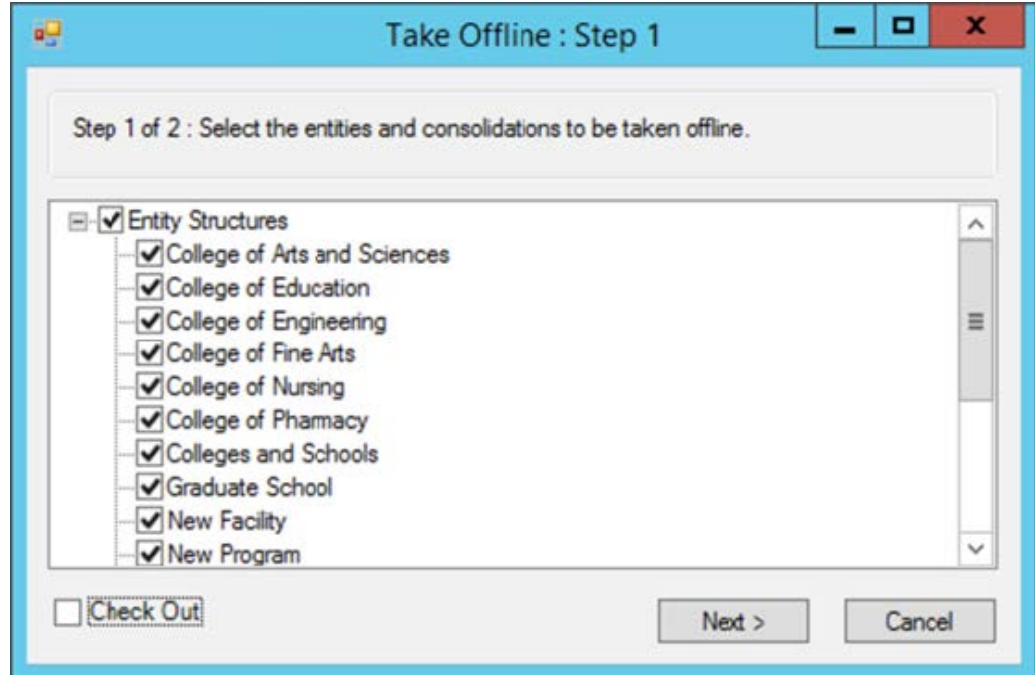 Take Offline : Step 1
Step 1 of 2 : Select the entities and consolidations to be taken offline.
Entity Structures
College of Arts and Sciences
College of Education
College of Engineering
College of Fine Arts
College of Nursing
College of Pharmacy
Colleges and Schools
Graduate School
New Facility
New Program
Check Out
Next >
Cancel